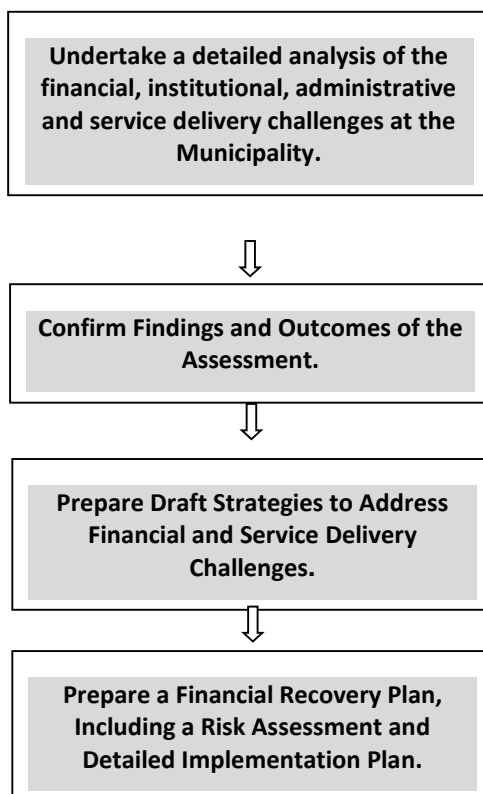 Undertake a detailed analysis of the
financial, institutional, administrative
and service delivery challenges at the
Municipality.
Confirm Findings and Outcomes of the
Assessment.
Prepare Draft Strategies to Address
Financial and Service Delivery
Challenges.
Prepare a Financial Recovery Plan,
Including a Risk Assessment and
Detailed Implementation Plan.